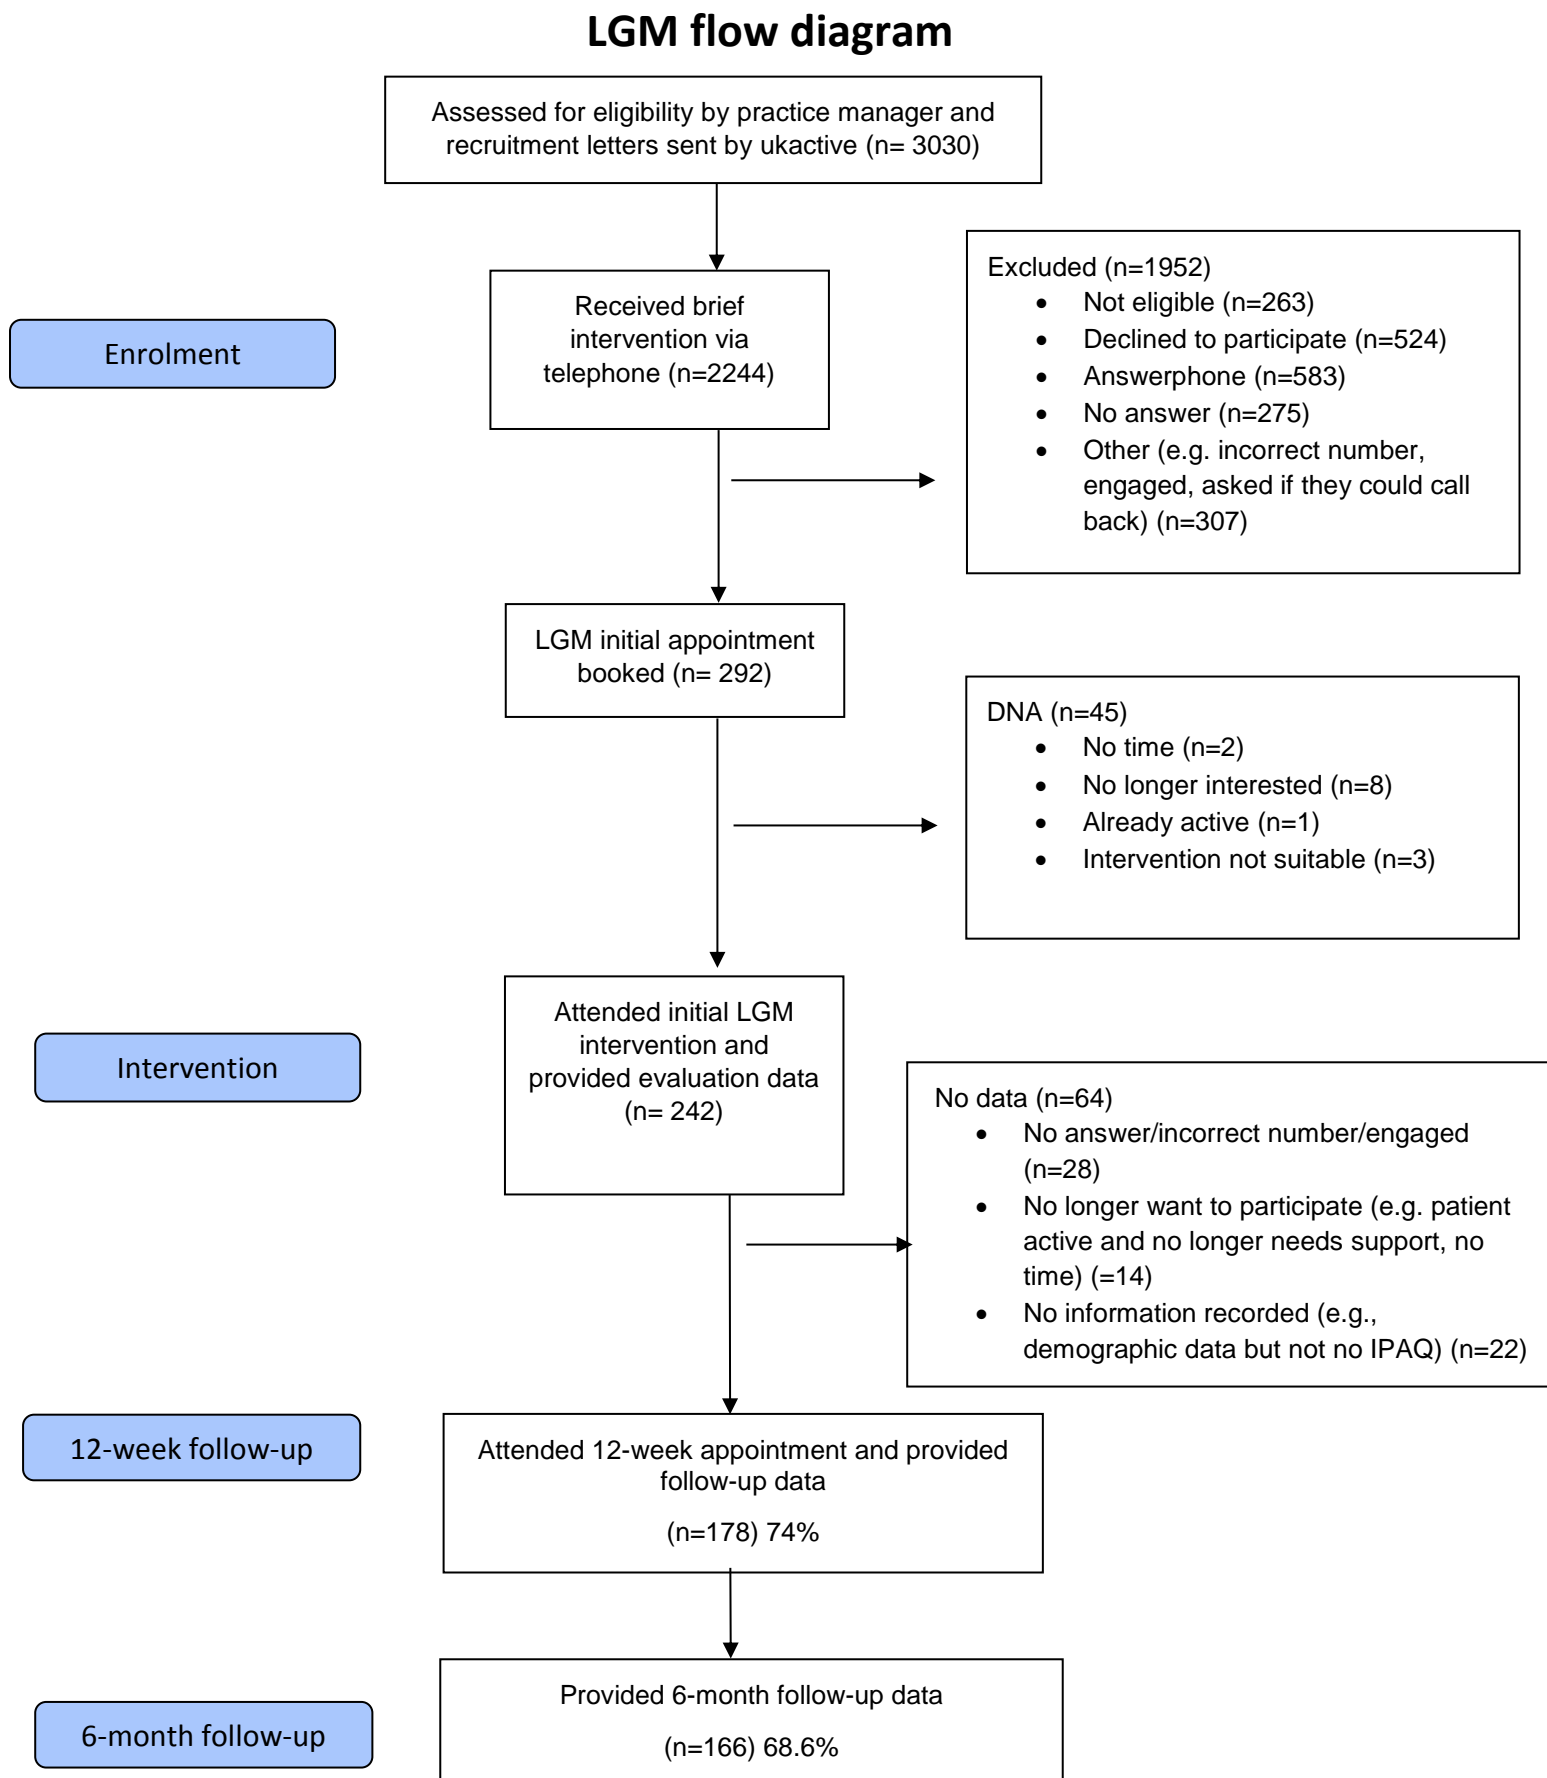 LGM flow diagram
Assessed for eligibility by practice manager and
recruitment letters sent by ukactive (n= 3030)
Received brief
intervention via
telephone (n=2244)
Enrolment
Excluded (n=1952)
• Not eligible (n=263)
• Declined to participate (n=524)
• Answerphone (n=583)
• No answer (n=275)
• Other (e.g. incorrect number,
engaged, asked if they could call
back) (n=307)
LGM initial appointment
booked (n= 292)
DNA (n=45)
• No time (n=2)
• No longer interested (n=8)
• Already active (n=1)
• Intervention not suitable (n=3)
Attended initial LGM
intervention and
provided evaluation data
(n= 242)
Intervention
No data (n=64)
• No answer/incorrect number/engaged
(n=28)
• No longer want to participate (e.g. patient
active and no longer needs support, no
time) (=14)
• No information recorded (e.g.,
demographic data but not no IPAQ) (n=22)
12-week follow-up
Attended 12-week appointment and provided
follow-up data
(n=178) 74%
Provided 6-month follow-up data
(n=166) 68.6%
6-month follow-up